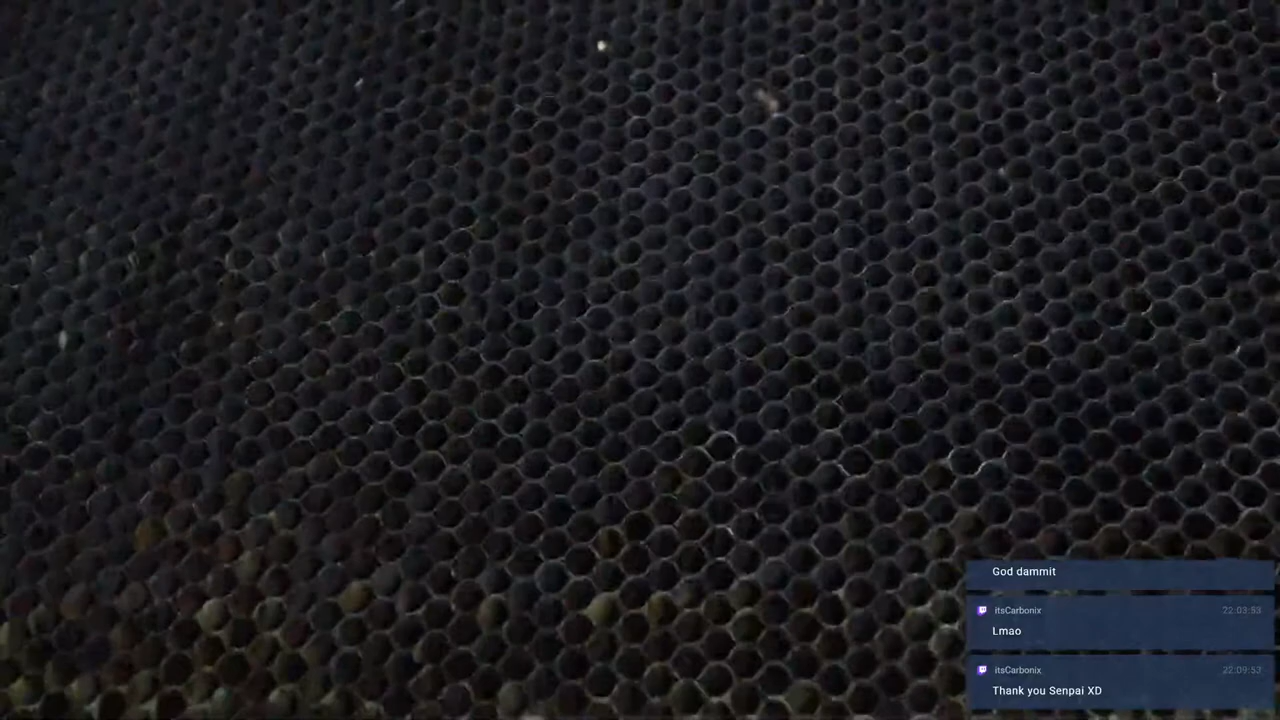 God dammit
itsCarbonix 22:03:53
Lmao
itsCarbonix 22:09:53
Thank you Senpai XD